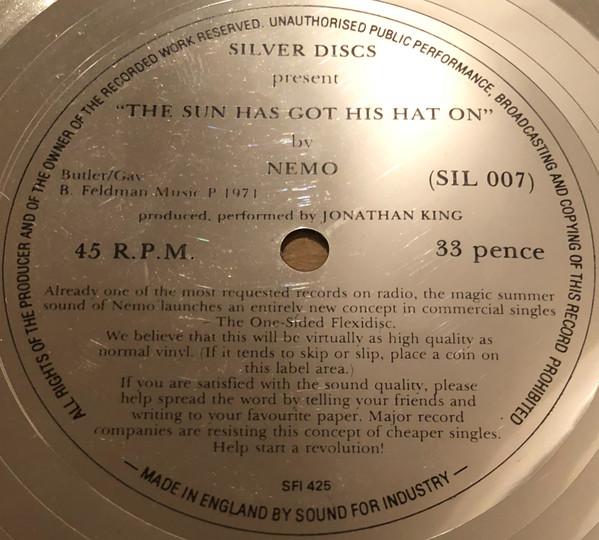 ALL RIGHTS OF THE PRODUCER AND OF THE OWNER OF THE RECORDED WORK RESERVED. UNAUTHORISED PUBLIC PERFORMANCE, BROADCASTING AND COPYING OF THIS RECORD PROHIBITED
SILVER DISCS
present
"THE SUN HAS GOT HIS HAT ON"
by
NEMO
Butler/Gay
B. Feldman Music P 1971
(SIL 007)
produced, performed by JONATHAN KING
45 R.P.M.
33 pence
Already one of the most requested records on radio, the magic summer
sound of Nemo launches an entirely new concept in commercial singles
– The One-Sided Flexidisc.
We believe that this will be virtually as high quality as
normal vinyl. (If it tends to skip or slip, place a coin on
this label area.)
If you are satisfied with the sound quality, please
help spread the word by telling your friends and
writing to your favourite paper. Major record
companies are resisting this concept of cheaper singles.
Help start a revolution!
SFI 425
— MADE IN ENGLAND BY SOUND FOR INDUSTRY —